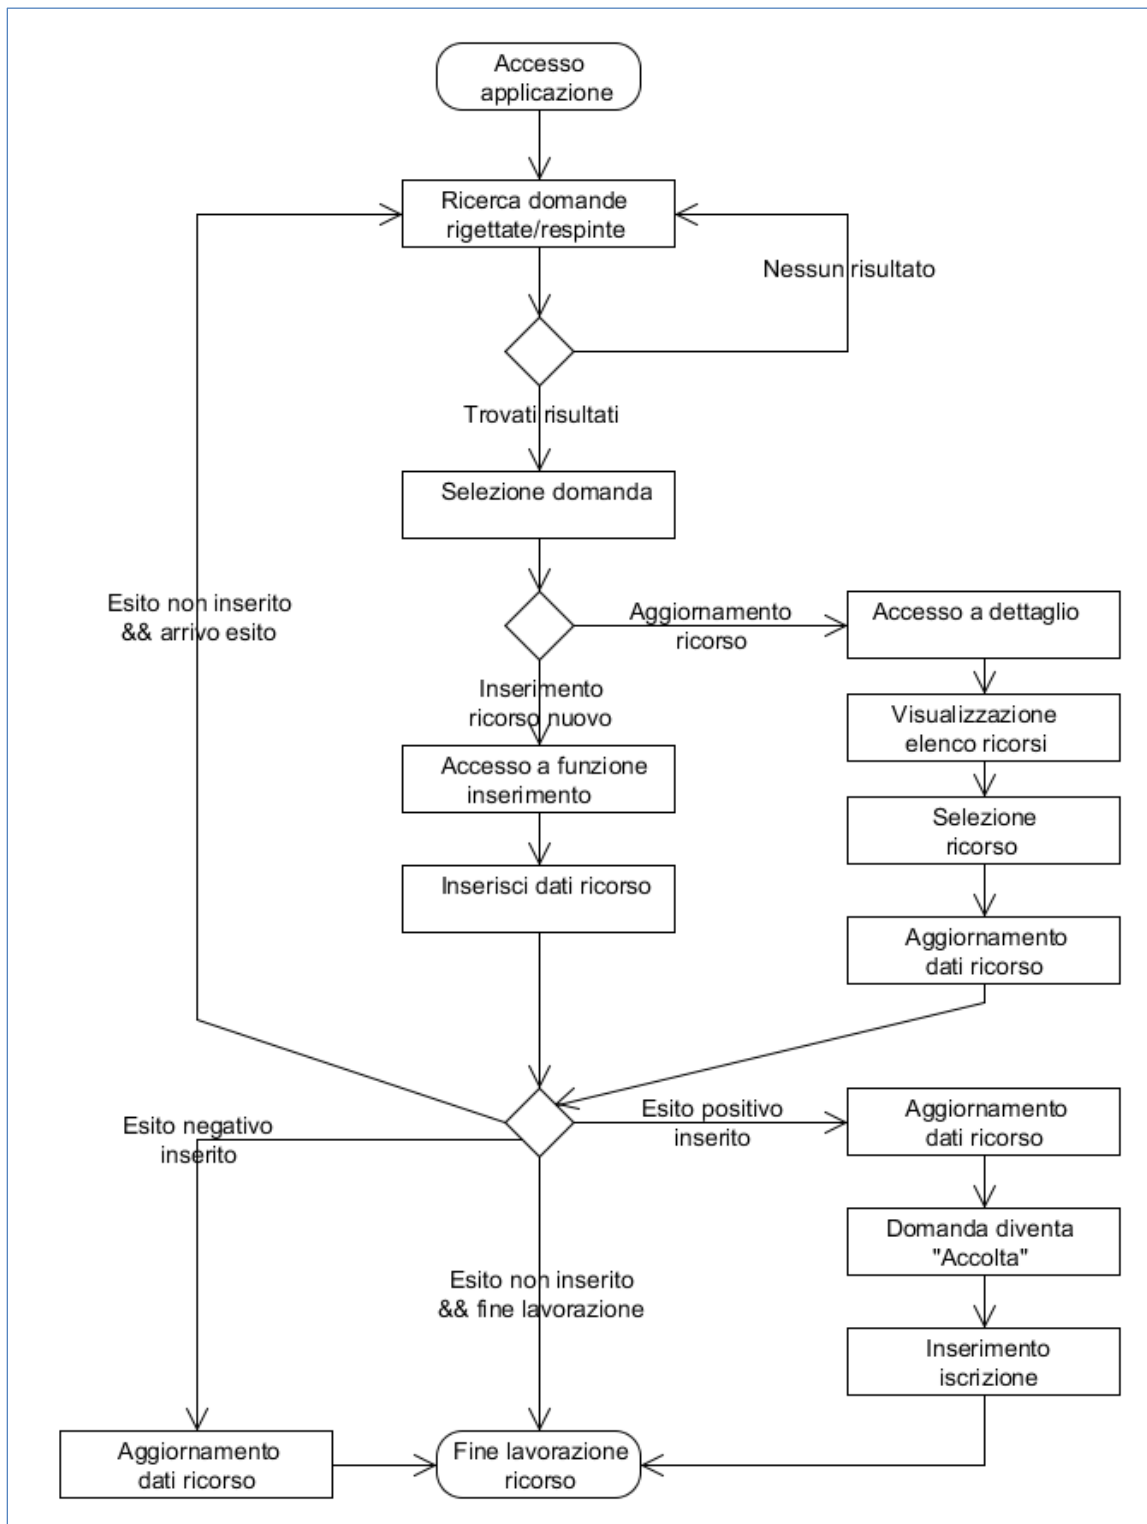 Accesso
applicazione
Ricerca domande
rigettate/respinte
Nessun risultato
Trovati risultati
Selezione domanda
Esito non inserito
&& arrivo esito
Aggiornamento
ricorso
Accesso a dettaglio
Inserimento
ricorso nuovo
Visualizzazione
elenco ricorsi
Accesso a funzione
inserimento
Selezione
ricorso
Inserisci dati ricorso
Aggiornamento
dati ricorso
Esito negativo
inserito
Esito positivo
inserito
Aggiornamento
dati ricorso
Domanda diventa
"Accolta"
Esito non inserito
&& fine lavorazione
Inserimento
iscrizione
Aggiornamento
dati ricorso
Fine lavorazione
ricorso